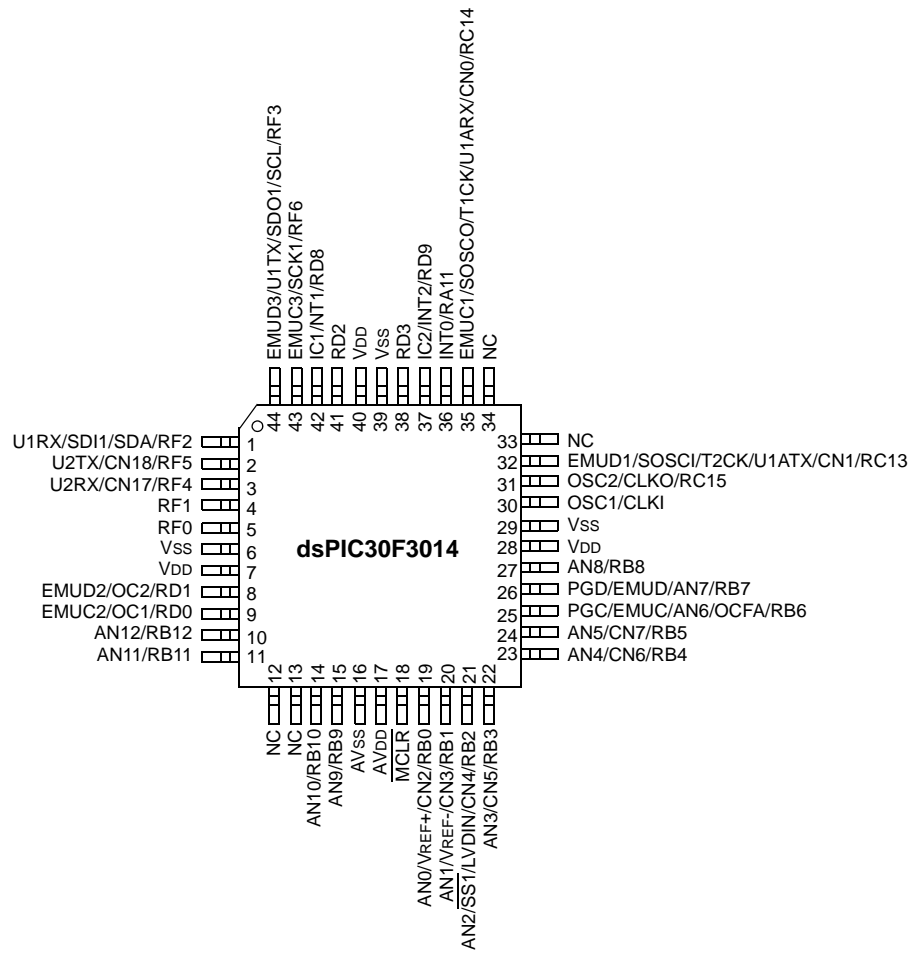 EMUD3/U1TX/SDO1/SCL/RF3
EMUC3/SCK1/RF6
IC1/NT1/RD8
RD2
VDD
VSS
RD3
IC2/INT2/RD9
INT0/RA11
EMUC1/SOSCO/T1CK/U1ARX/CN0/RC14
NC
44
43
42
41
40
39
38
37
36
35
34
U1RX/SDI1/SDA/RF2 1
U2TX/CN18/RF5 2
U2RX/CN17/RF4 3
RF1 4
RF0 5
VSS 6
VDD 7
EMUD2/OC2/RD1 8
EMUC2/OC1/RD0 9
AN12/RB12 10
AN11/RB11 11
dsPIC30F3014
33 NC
32 EMUD1/SOSCI/T2CK/U1ATX/CN1/RC13
31 OSC2/CLKO/RC15
30 OSC1/CLKI
29 VSS
28 VDD
27 AN8/RB8
26 PGD/EMUD/AN7/RB7
25 PGC/EMUC/AN6/OCFA/RB6
24 AN5/CN7/RB5
23 AN4/CN6/RB4
12
13
14
15
16
17
18
19
20
21
22
NC
NC
AN10/RB10
AN9/RB9
AVSS
AVDD
MCLR
AN0/VREF+/CN2/RB0
AN1/VREF-/CN3/RB1
AN2/SS1/LVDIN/CN4/RB2
AN3/CN5/RB3